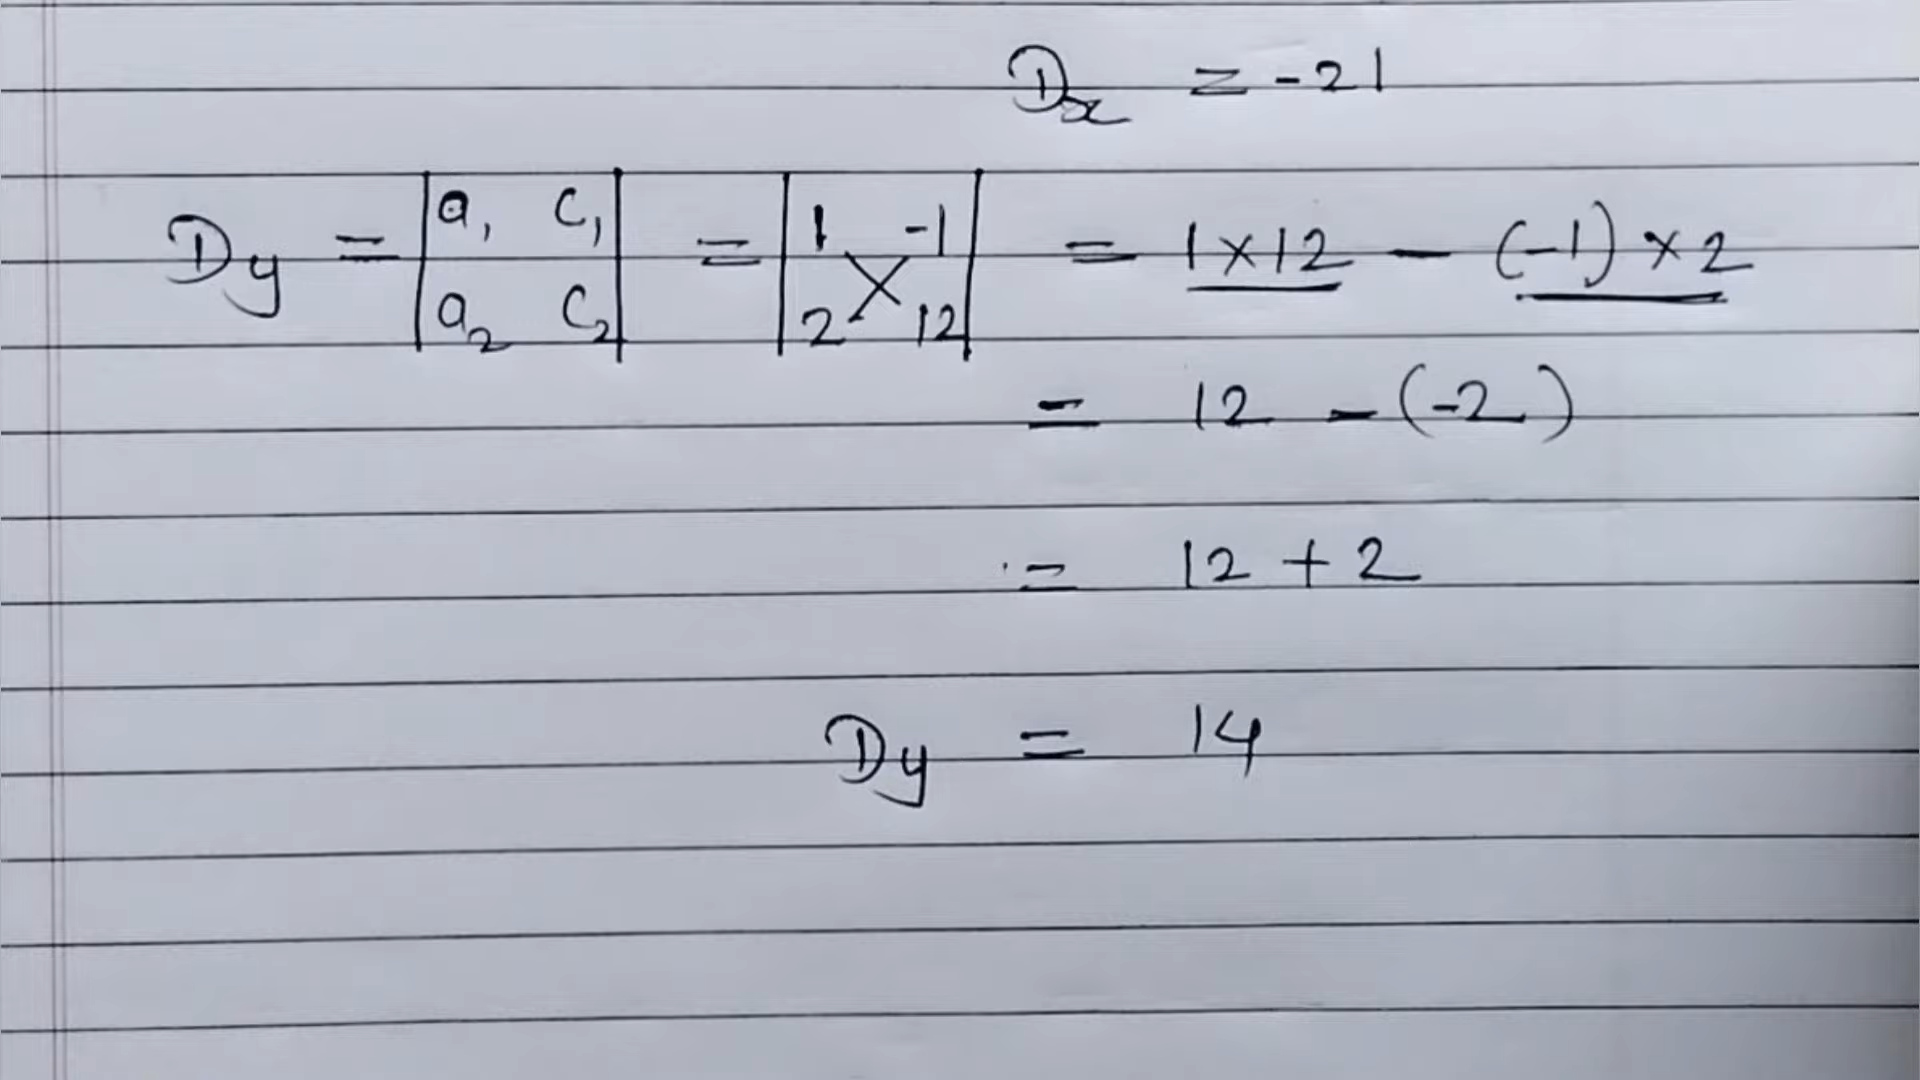 Dx = -21
Dy = |a₁ c₁| = |1 -1| = 1×12 - (-1)×2
|a₂ c₂| |2 12|
= 12 - (-2)
= 12 + 2
Dy = 14